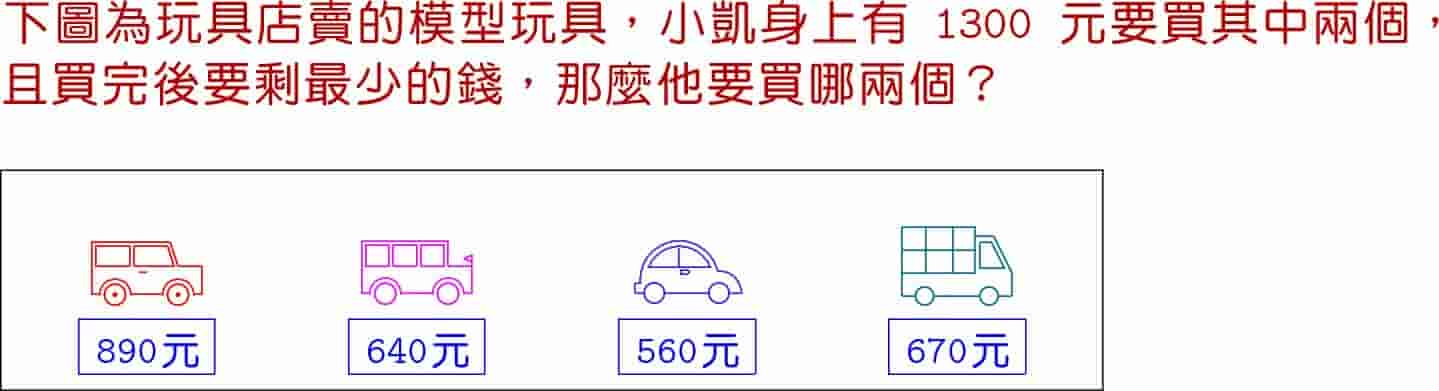 下圖為玩具店賣的模型玩具，小凱身上有 1300 元要買其中兩個，
且買完後要剩最少的錢，那麼他要買哪兩個？
890元 640元 560元 670元